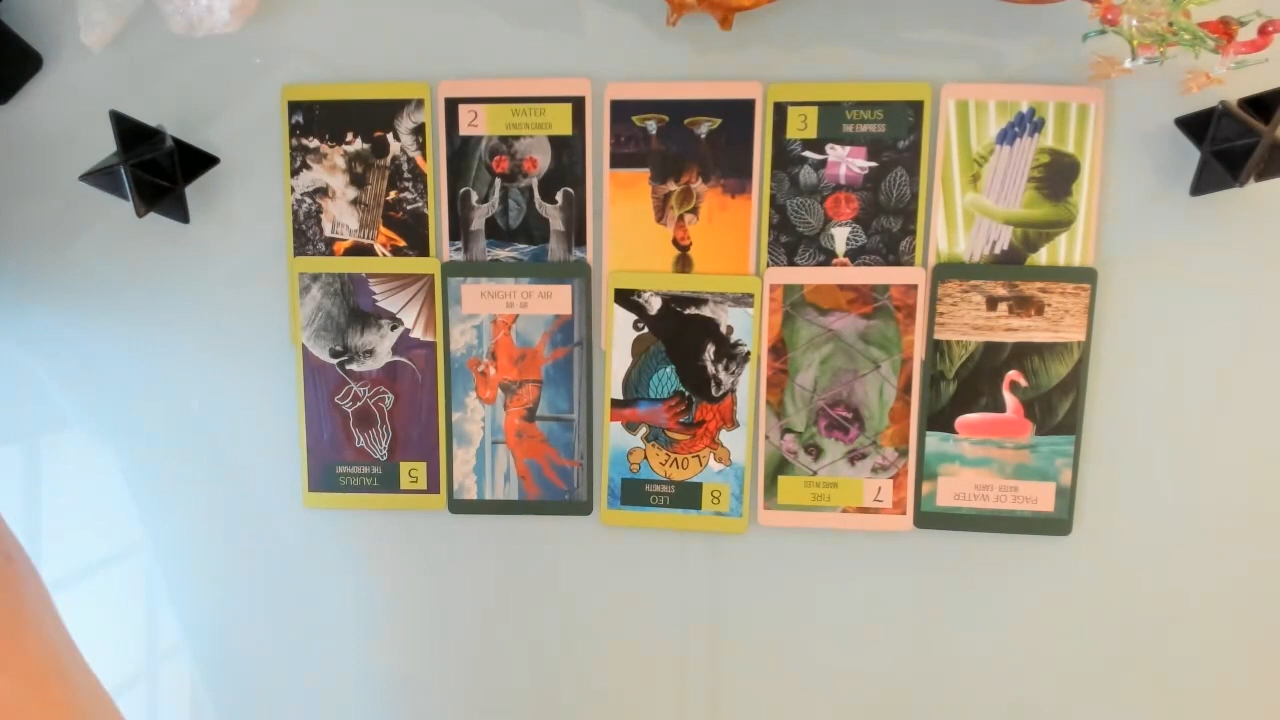 2
WATER
VENUS IN CANCER
3
VENUS
THE EMPRESS
TAURUS
THE HIEROPHANT
5
KNIGHT OF AIR
AIR - AIR
LOVE
LEO
STRENGTH
8
FIRE
MARS IN LEO
7
PAGE OF WATER
WATER - EARTH